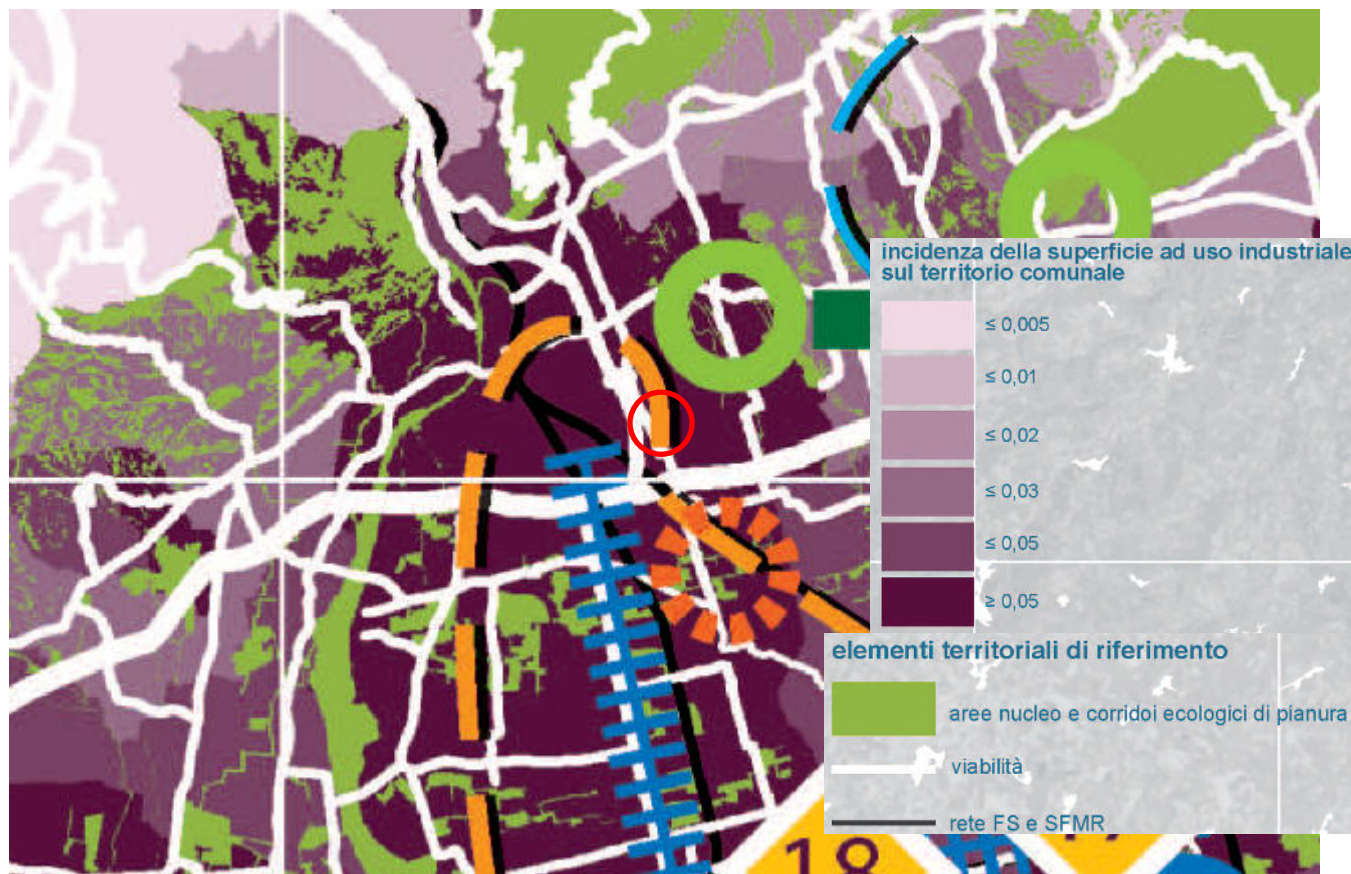 incidenza della superficie ad uso industriale
sul territorio comunale
≤ 0,005
≤ 0,01
≤ 0,02
≤ 0,03
≤ 0,05
≥ 0,05
elementi territoriali di riferimento
aree nucleo e corridoi ecologici di pianura
viabilità
rete FS e SFMR
18